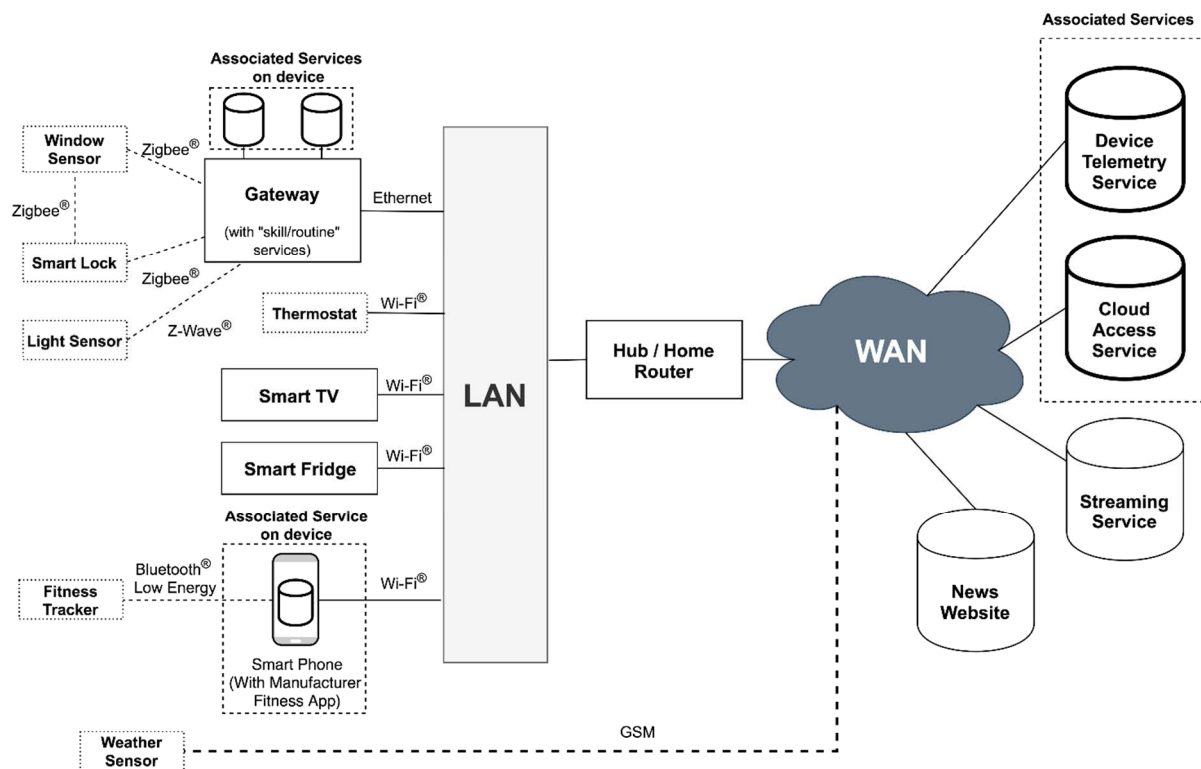 Associated Services
Associated Services
on device
Window
Sensor
Zigbee®
Zigbee®
Gateway
(with "skill/routine"
services)
Ethernet
Smart Lock
Zigbee®
Z-Wave®
Light Sensor
Thermostat
Wi-Fi®
Smart TV
Wi-Fi®
Smart Fridge
Wi-Fi®
Associated Service
on device
Bluetooth®
Low Energy
Fitness
Tracker
Wi-Fi®
Smart Phone
(With Manufacturer
Fitness App)
Weather
Sensor
GSM
LAN
Hub / Home
Router
WAN
Device
Telemetry
Service
Cloud
Access
Service
Streaming
Service
News
Website